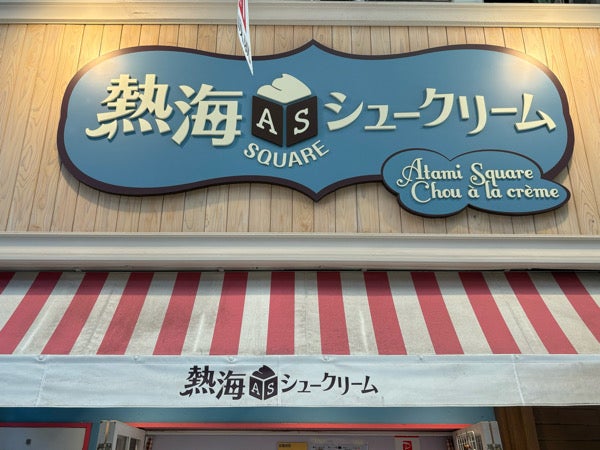 熱海 AS シュークリーム
SQUARE
Atami Square
Chou à la crème
熱海 AS シュークリーム